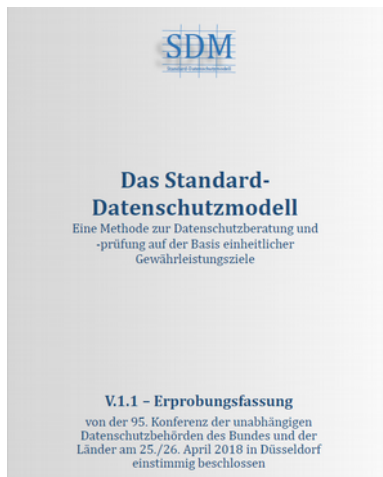 SDM
Standard-Datenschutzmodell
Das Standard-
Datenschutzmodell
Eine Methode zur Datenschutzberatung und
-prüfung auf der Basis einheitlicher
Gewährleistungsziele
V.1.1 – Erprobungsfassung
von der 95. Konferenz der unabhängigen
Datenschutzbehörden des Bundes und der
Länder am 25./26. April 2018 in Düsseldorf
einstimmig beschlossen